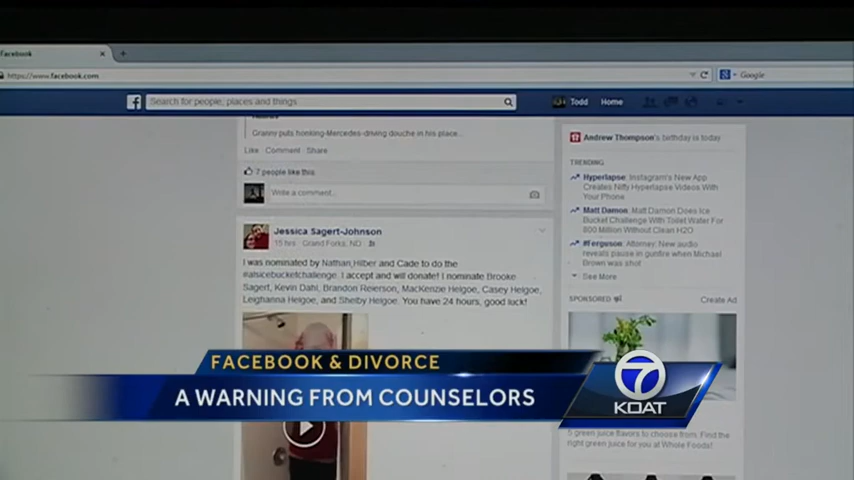 Facebook
https://www.facebook.com
Google
Search for people, places and things
Todd Home
Granny puts honking-Mercedes-driving douche in his place...
Like · Comment · Share
7 people like this
Write a comment...
Jessica Sagert-Johnson
15 hrs · Grand Forks, ND
I was nominated by Nathan Hilber and Cade to do the
#alsicebucketchallenge. I accept and will donate! I nominate Brooke
Sagert, Kevin Dahl, Brandon Reierson, MacKenzie Helgoe, Casey Helgoe,
Leighanna Helgoe, and Shelby Helgoe. You have 24 hours, good luck!
Andrew Thompson's birthday is today
TRENDING
Hyperlapse: Instagram's New App
Creates Nifty Hyperlapse Videos With
Your Phone
Matt Damon: Matt Damon Does Ice
Bucket Challenge With Toilet Water For
800 Million Without Clean H2O
#Ferguson: Attorney: New audio
reveals pause in gunfire when Michael
Brown was shot
See More
SPONSORED
Create Ad
5 green juice flavors to choose from. Find the
right green juice for you at Whole Foods!
FACEBOOK & DIVORCE
A WARNING FROM COUNSELORS
7
KOAT